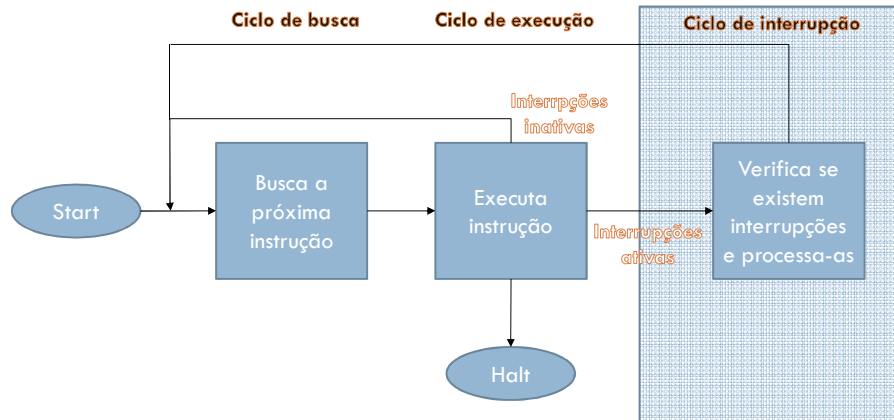 Ciclo de busca
Ciclo de execução
Ciclo de interrupção
Interrpções
inativas
Start
Busca a
próxima
instrução
Executa
instrução
Interrupções
ativas
Verifica se
existem
interrupções
e processa-as
Halt